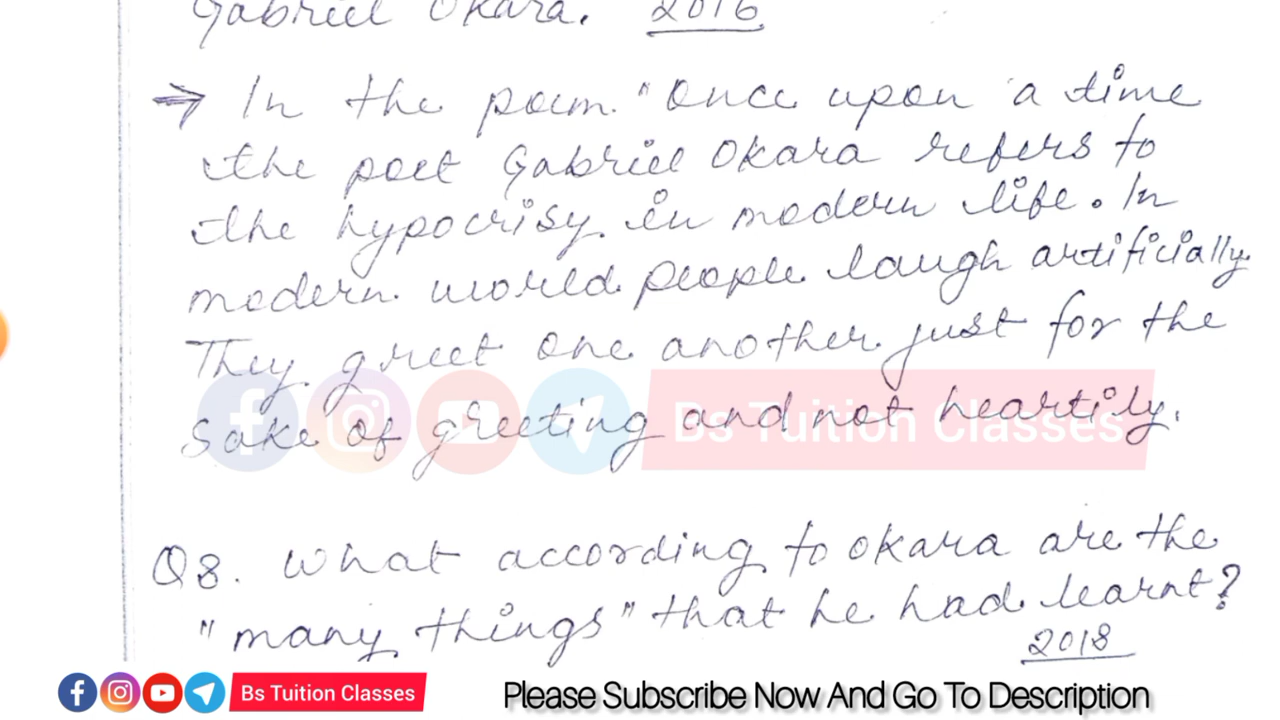 Gabriel Okara. 2016
→ In the poem "Once upon a time
the poet Gabriel Okara refers to
the hypocrisy in modern life. In
modern world people laugh artificially
They greet one another just for the
sake of greeting and not heartily.
Bs Tuition Classes
Q8. What according to Okara are the
"many things" that he had learnt?
2018
Bs Tuition Classes
Please Subscribe Now And Go To Description